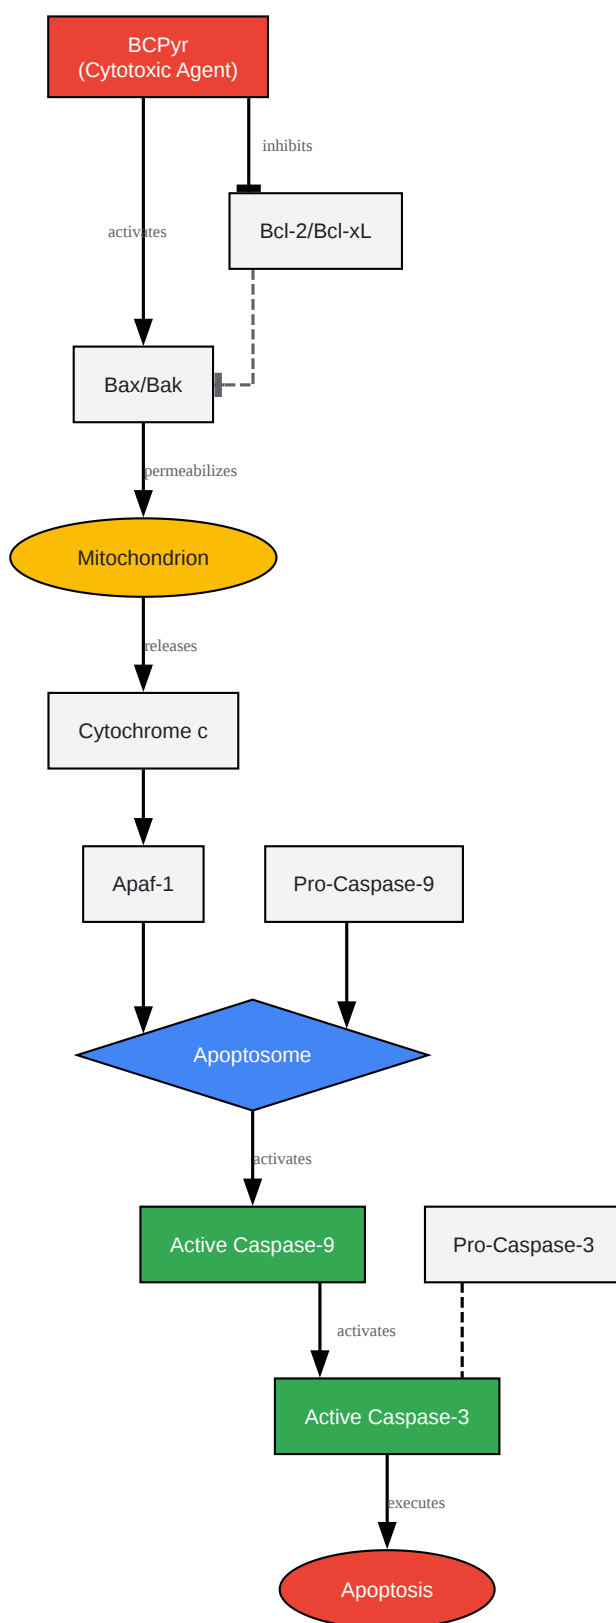 BCPyr
(Cytotoxic Agent)
inhibits
activates
Bcl-2/Bcl-xL
Bax/Bak
permeabilizes
Mitochondrion
releases
Cytochrome c
Apaf-1
Pro-Caspase-9
Apoptosome
activates
Active Caspase-9
Pro-Caspase-3
activates
Active Caspase-3
executes
Apoptosis